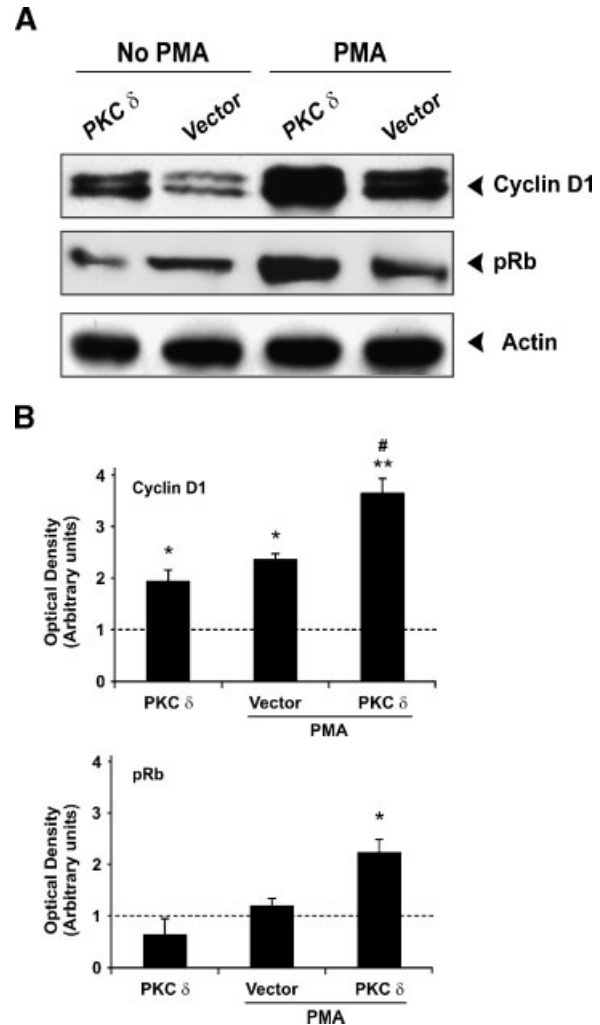 A
No PMA PMA
PKC δ Vector PKC δ Vector
Cyclin D1
pRb
Actin
B
Cyclin D1
Optical Density
(Arbitrary units)
4
3
2
1
0
*
*
#
**
PKC δ Vector PKC δ
PMA
pRb
Optical Density
(Arbitrary units)
4
3
2
1
0
*
PKC δ Vector PKC δ
PMA